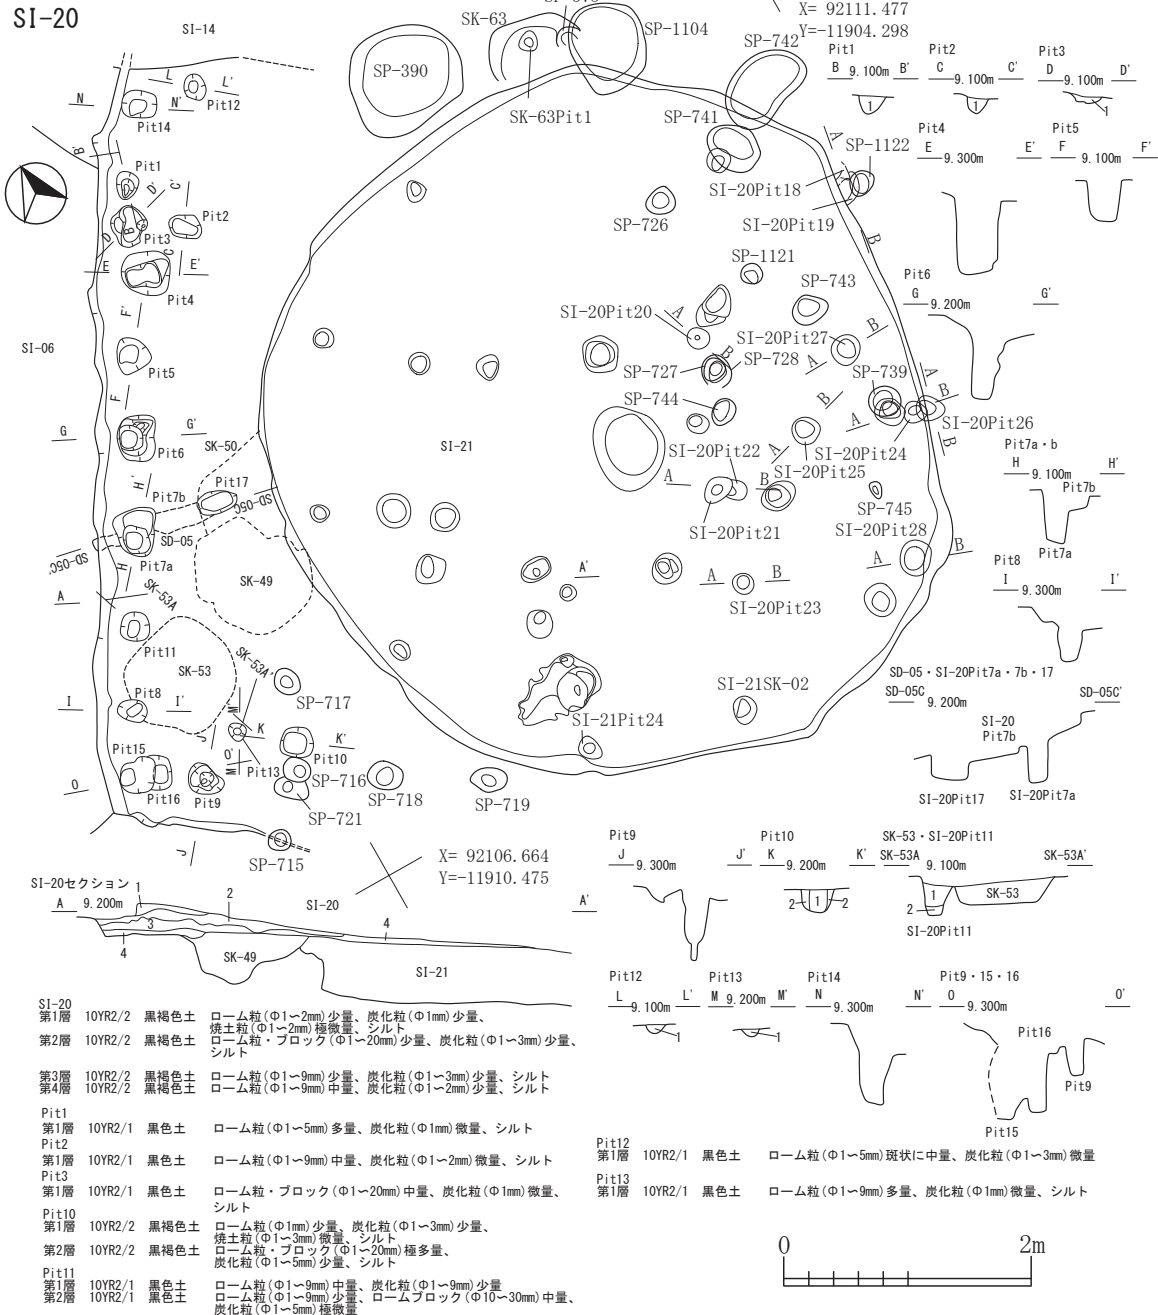 SI-20
SI-14
SK-63
SP-1104
X= 92111.477
Y=-11904.298
SP-390
SP-742
SK-63Pit1
SP-741
SP-1122
SI-20Pit18
SI-20Pit19
SP-726
SP-1121
SP-743
SI-20Pit20
SI-20Pit27
SP-727
SP-728
SP-739
SP-744
SI-20Pit26
SI-20Pit22
SI-20Pit24
SI-20Pit25
SP-745
SI-20Pit21
SI-20Pit28
SI-20Pit23
SI-21SK-02
SI-21Pit24
SI-21
N
N'
L
L'
Pit12
Pit14
B
B'
Pit1
D
D'
C
C'
Pit2
Pit3
E
E'
Pit4
F'
SI-06
Pit5
F
G
G'
SK-50
Pit6
H'
Pit17
Pit7b
SD-05C
SD-05
SD-05C'
Pit7a
H
SK-49
SK-53A
A
A'
Pit11
SK-53
SK-53A'
SP-717
Pit8
I
I'
J'
K
K'
M
M'
O'
Pit15
Pit13
Pit10
SP-716
Pit16
Pit9
SP-718
SP-719
O
SP-721
J
SP-715
X= 92106.664
Y=-11910.475
Pit1
B 9.100m B'
1
Pit2
C 9.100m C'
1
Pit3
D 9.100m D'
1
Pit4
E 9.300m E'
Pit5
F 9.100m F'
Pit6
G 9.200m G'
Pit7a・b
H 9.100m H'
Pit7b
Pit7a
Pit8
I 9.300m I'
SD-05・SI-20Pit7a・7b・17
SD-05C 9.200m SD-05C'
SI-20
Pit7b
SI-20Pit17
SI-20Pit7a
Pit9
J 9.300m J'
Pit10
K 9.200m K'
2 1 2
SK-53・SI-20Pit11
SK-53A 9.100m SK-53A'
1 SK-53
2
SI-20Pit11
Pit12
L 9.100m L'
1
Pit13
M 9.200m M'
1
Pit14
N 9.300m N'
Pit9・15・16
O 9.300m O'
Pit16
Pit9
Pit15
SI-20セクション
A 9.200m A'
1 2 SI-20
3 4
4 SK-49 SI-21
SI-20
第1層 10YR2/2 黒褐色土 ローム粒(Φ1〜2mm)少量、炭化粒(Φ1mm)少量、
焼土粒(Φ1〜2mm)極微量、シルト
第2層 10YR2/2 黒褐色土 ローム粒・ブロック(Φ1〜20mm)少量、炭化粒(Φ1〜3mm)少量、
シルト
第3層 10YR2/2 黒褐色土 ローム粒(Φ1〜9mm)少量、炭化粒(Φ1〜3mm)少量、シルト
第4層 10YR2/2 黒褐色土 ローム粒(Φ1〜9mm)中量、炭化粒(Φ1〜2mm)少量、シルト
Pit1
第1層 10YR2/1 黒色土 ローム粒(Φ1〜5mm)多量、炭化粒(Φ1mm)微量、シルト
Pit2
第1層 10YR2/1 黒色土 ローム粒(Φ1〜9mm)中量、炭化粒(Φ1〜2mm)微量、シルト
Pit3
第1層 10YR2/1 黒色土 ローム粒・ブロック(Φ1〜20mm)中量、炭化粒(Φ1mm)微量、
シルト
Pit10
第1層 10YR2/2 黒褐色土 ローム粒(Φ1mm)少量、炭化粒(Φ1〜3mm)少量、
焼土粒(Φ1〜3mm)微量、シルト
第2層 10YR2/2 黒褐色土 ローム粒・ブロック(Φ1〜20mm)極多量、
炭化粒(Φ1〜5mm)少量、シルト
Pit11
第1層 10YR2/1 黒色土 ローム粒(Φ1〜9mm)中量、炭化粒(Φ1〜9mm)少量
第2層 10YR2/1 黒色土 ローム粒(Φ1〜9mm)少量、ロームブロック(Φ10〜30mm)中量、
炭化粒(Φ1〜5mm)極微量
Pit12
第1層 10YR2/1 黒色土 ローム粒(Φ1〜5mm)斑状に中量、炭化粒(Φ1〜3mm)微量
Pit13
第1層 10YR2/1 黒色土 ローム粒(Φ1〜9mm)多量、炭化粒(Φ1mm)微量、シルト
0 2m